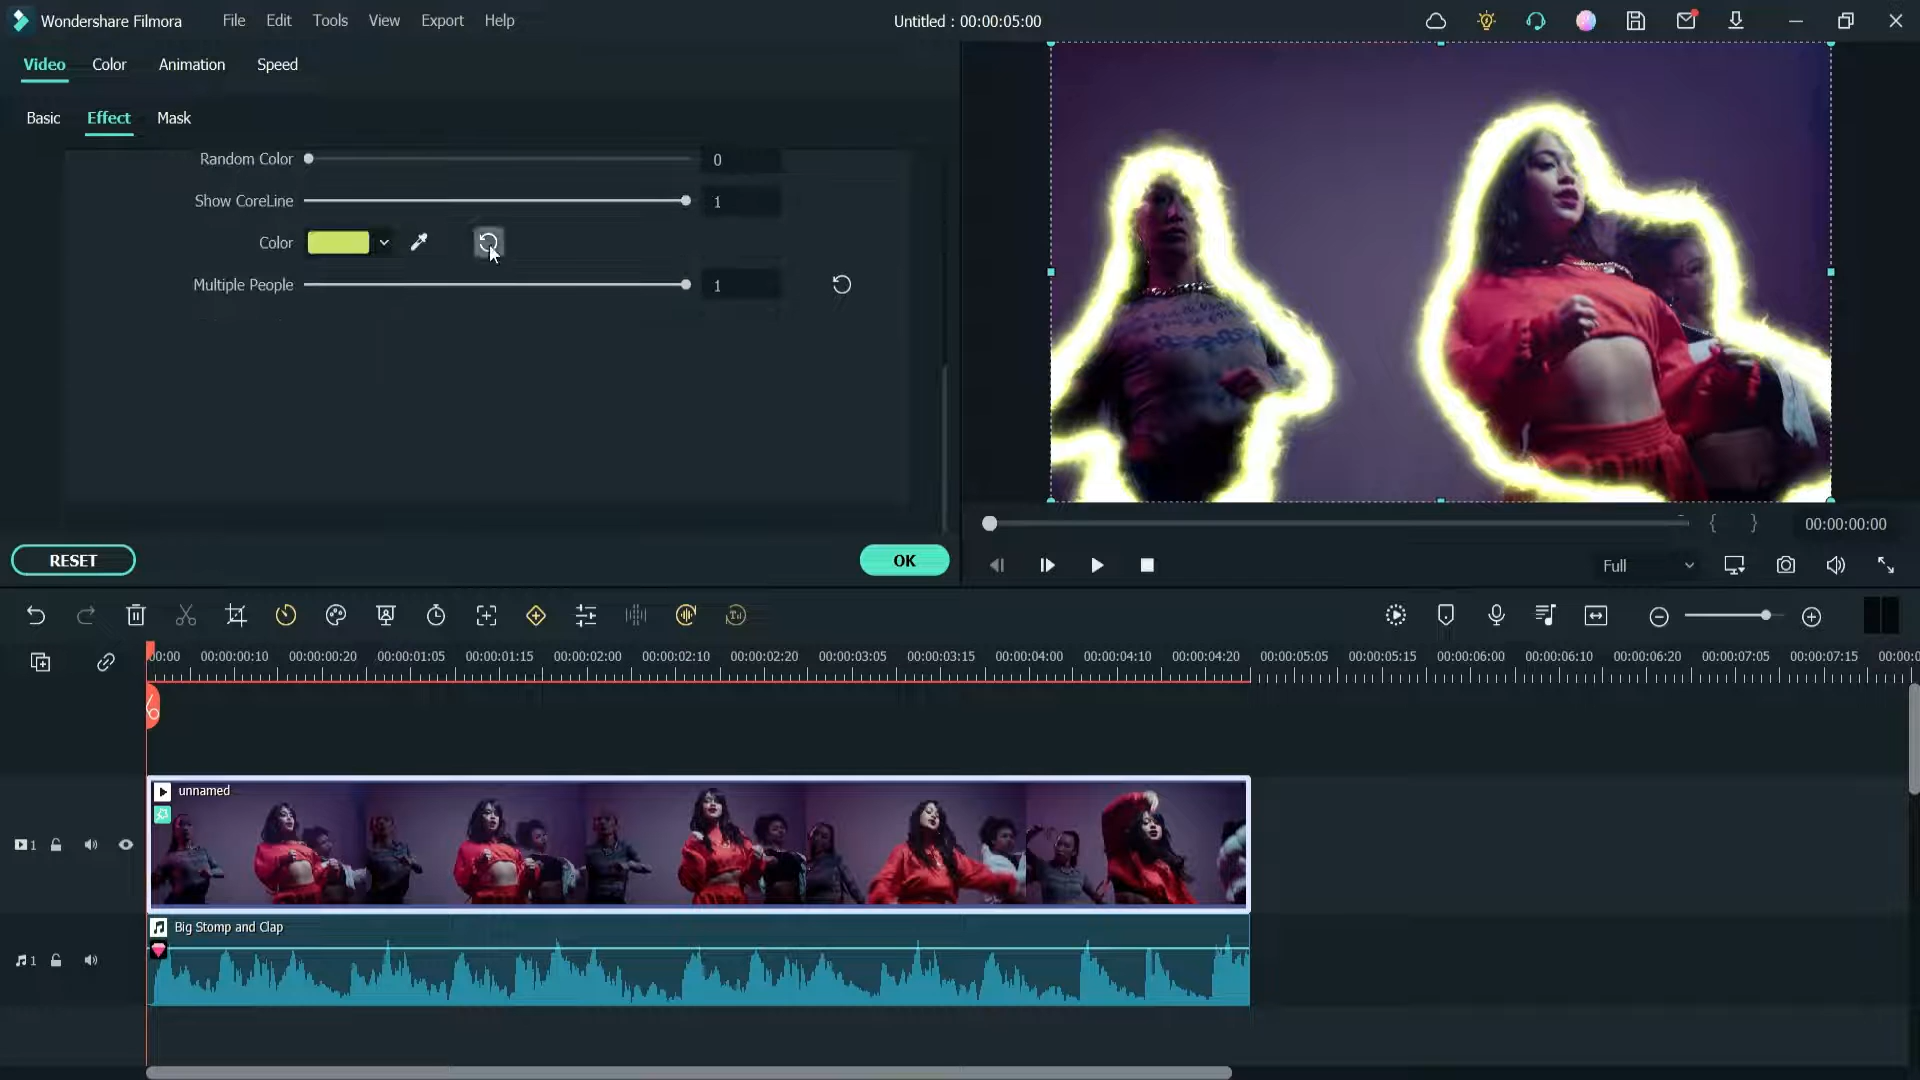 Wondershare Filmora File Edit Tools View Export Help Untitled : 00:00:05:00
Video Color Animation Speed
Basic Effect Mask
Random Color 0
Show CoreLine 1
Color
Multiple People 1
RESET OK
{ } 00:00:00:00
Full
00:00 00:00:00:10 00:00:00:20 00:00:01:05 00:00:01:15 00:00:02:00 00:00:02:10 00:00:02:20 00:00:03:05 00:00:03:15 00:00:04:00 00:00:04:10 00:00:04:20 00:00:05:05 00:00:05:15 00:00:06:00 00:00:06:10 00:00:06:20 00:00:07:05 00:00:07:15 00:00:0
unnamed
1
Big Stomp and Clap
1